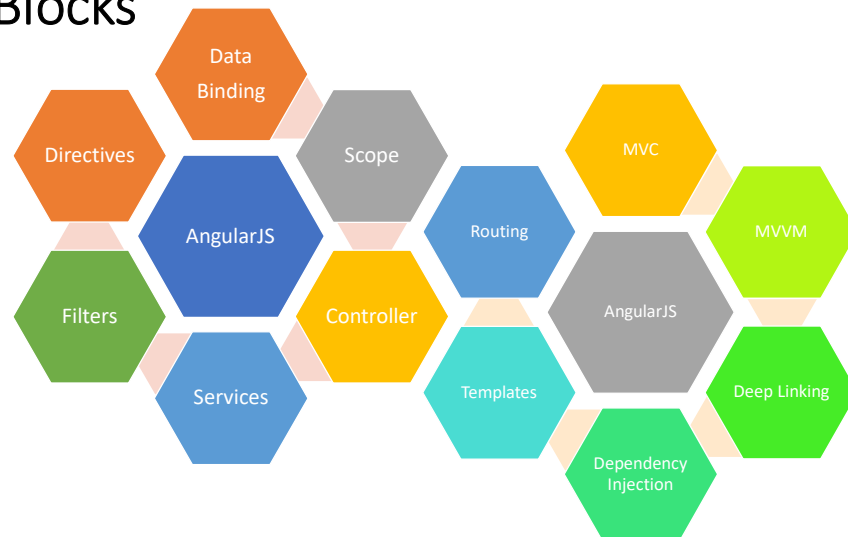 Blocks
Data
Binding
Directives
Scope
AngularJS
Filters
Controller
Services
MVC
Routing
MVVM
AngularJS
Templates
Deep Linking
Dependency
Injection